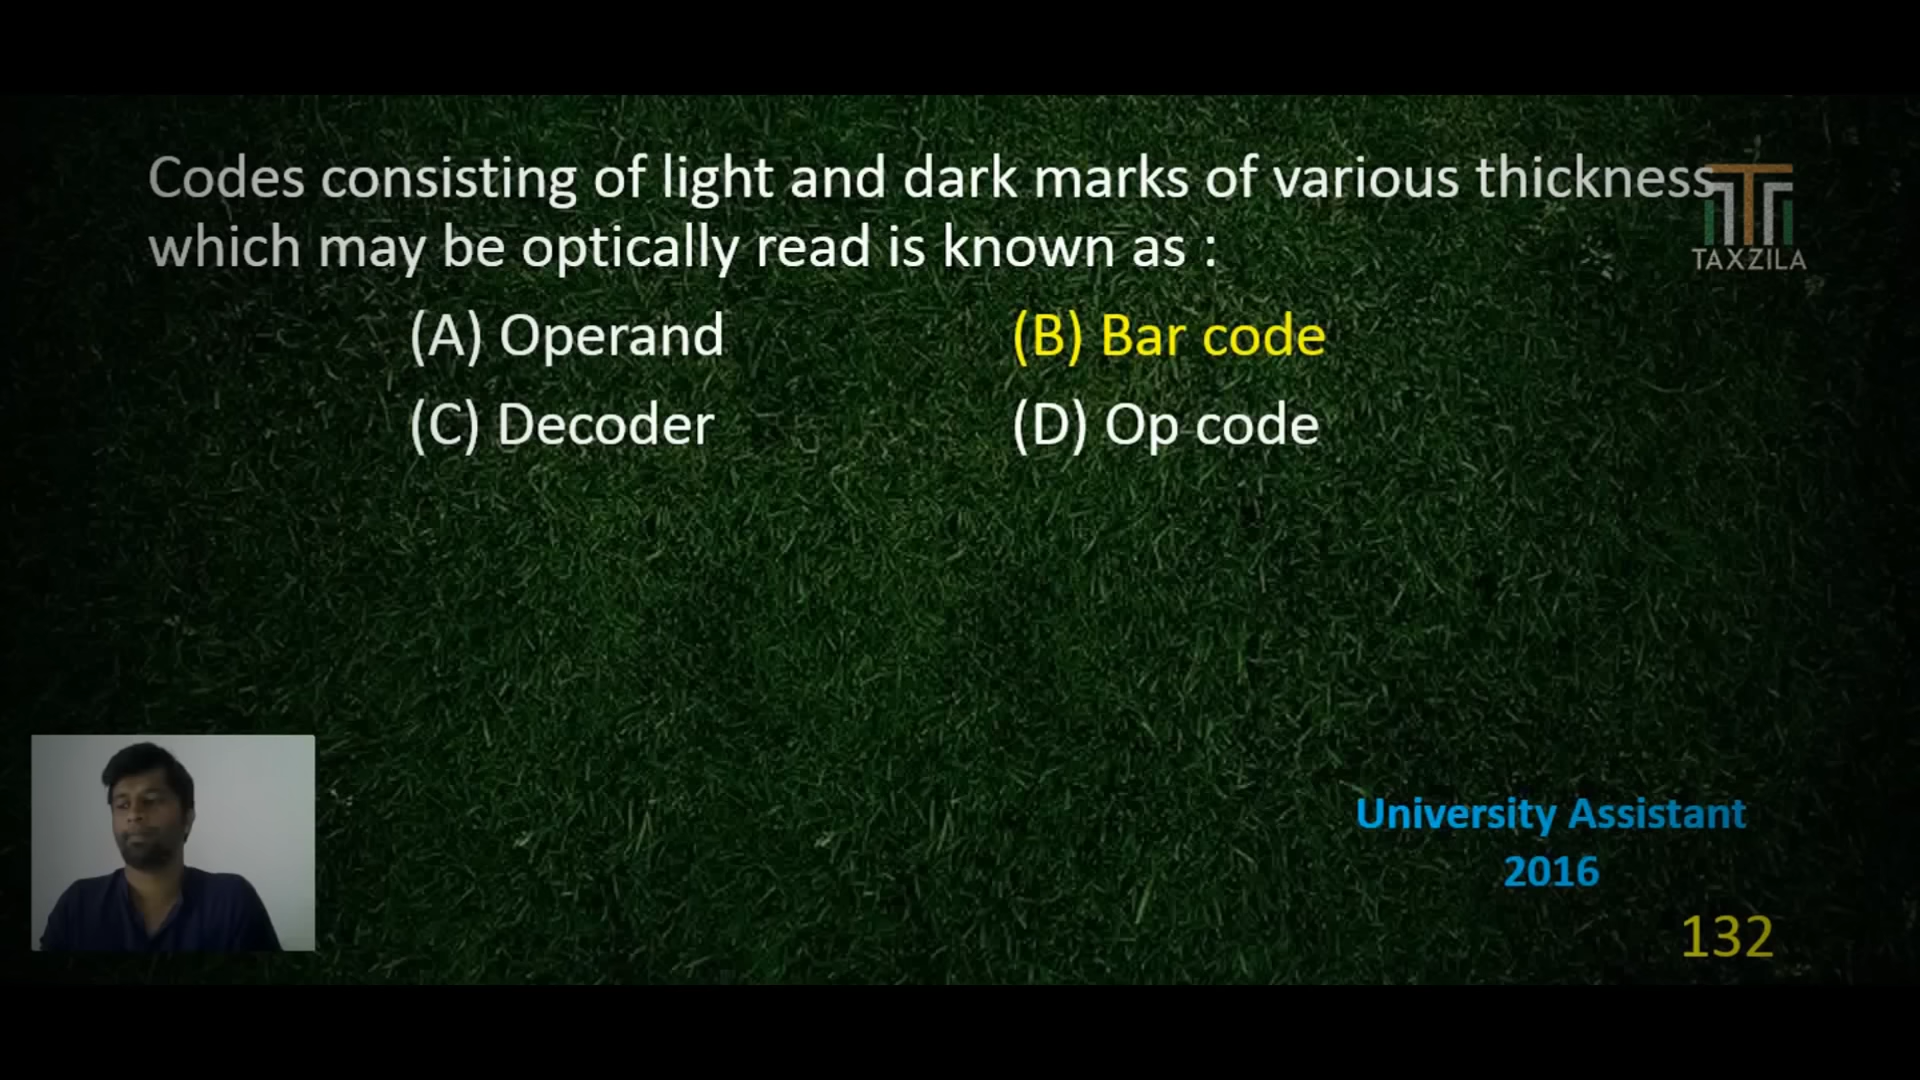 Codes consisting of light and dark marks of various thickness
which may be optically read is known as :
(A) Operand (B) Bar code
(C) Decoder (D) Op code
TAXZILA
University Assistant
2016
132